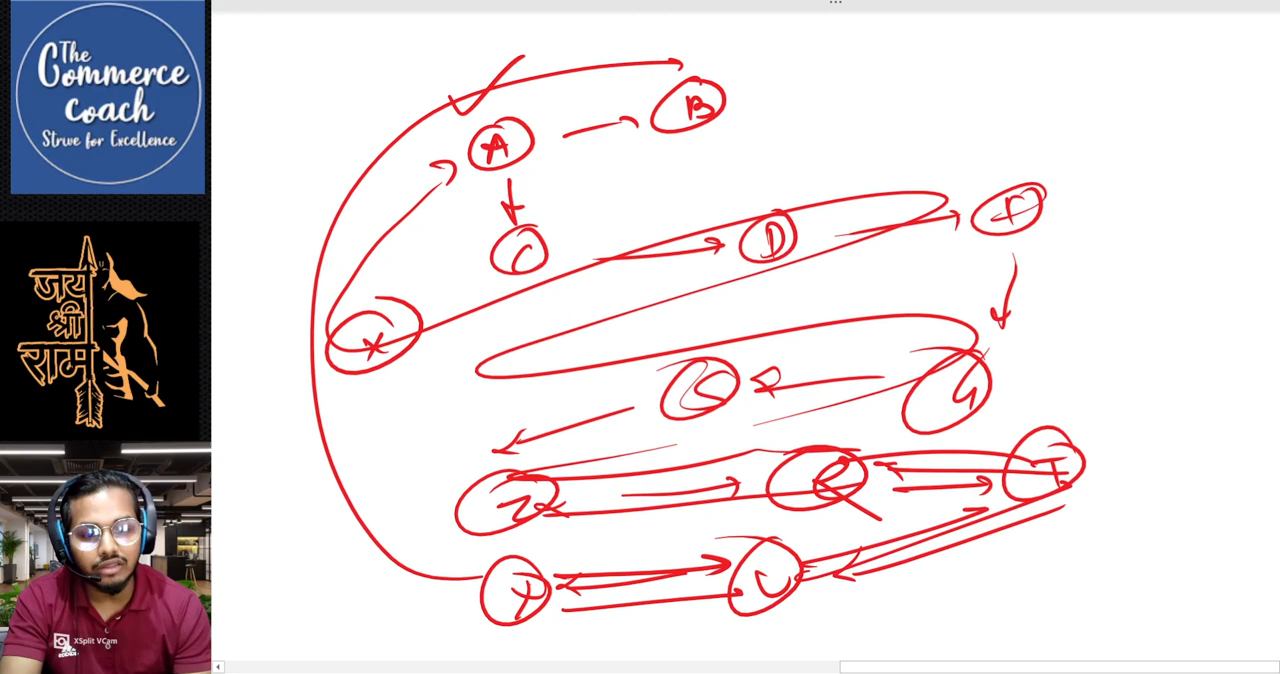 The
Commerce
coach
Strive for Excellence
जय
श्री
राम
XSplit VCam
A
B
C
D
F
X
G
Q
Z
R
T
Y
U